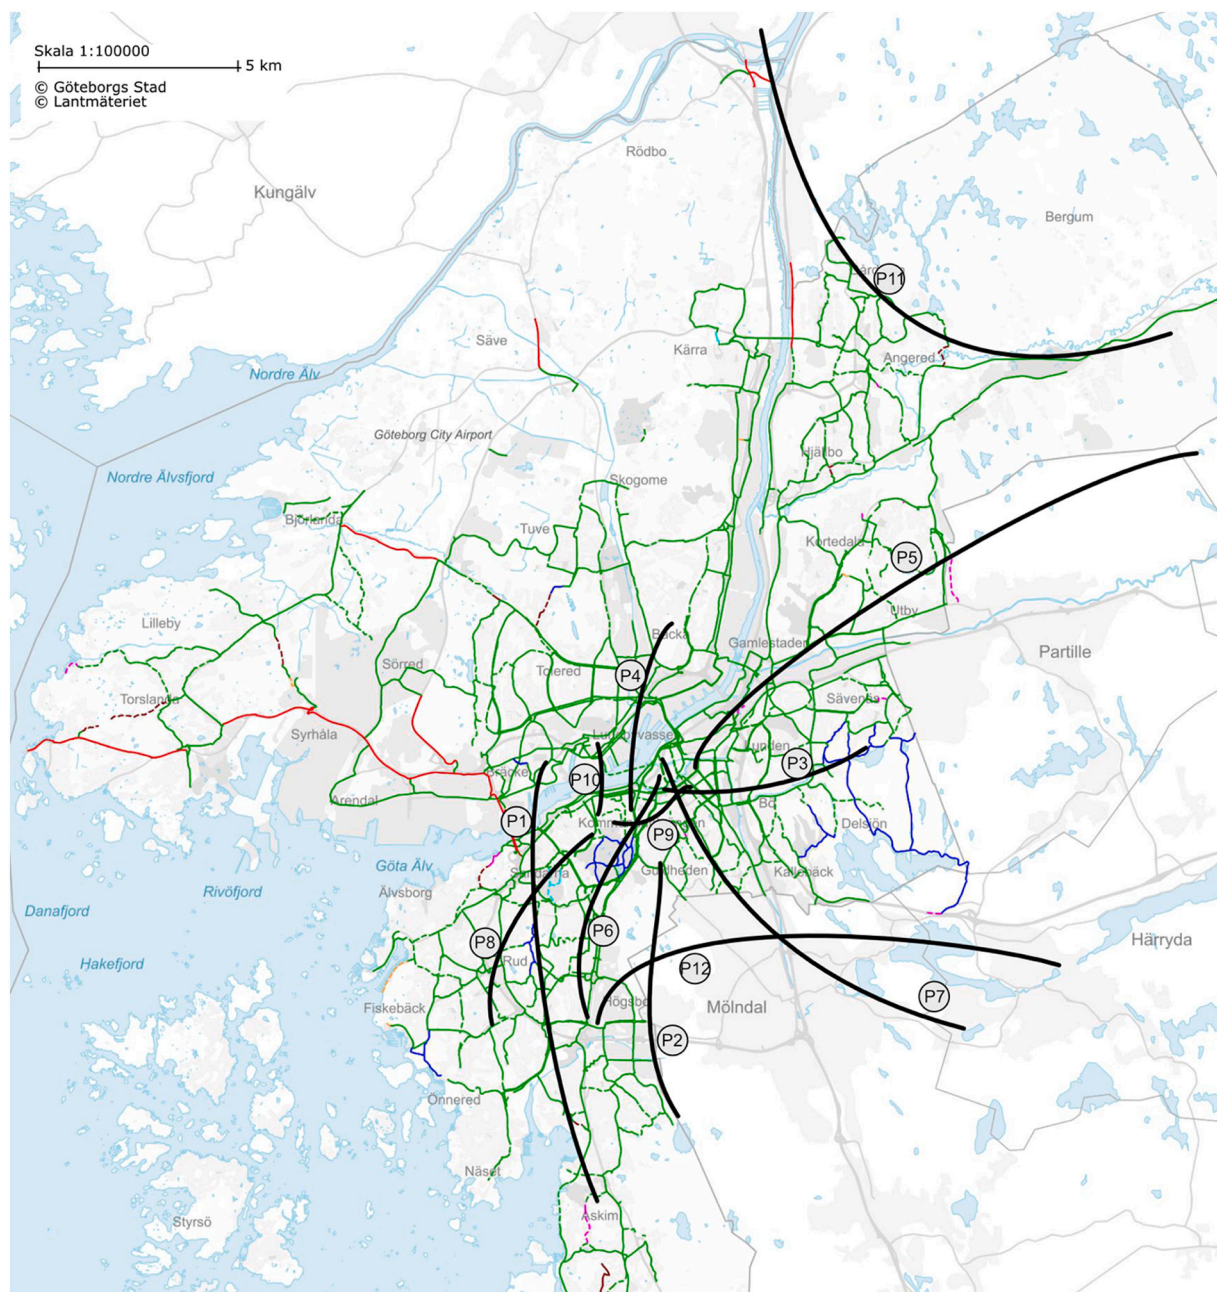 Skala 1:100000
5 km
© Göteborgs Stad
© Lantmäteriet
Rödbo
Kungälv
Bergum
P11
Säve
Kärra
Angered
Nordre Älv
Göteborg City Airport
Hjällbo
Nordre Älvsfjord
Skogome
Björlanda
Tuve
Kortedala
P5
Utby
Lilleby
Backa
Gamlestaden
Partille
Sörred
Tolered
P4
Torslanda
Sävenäs
Syrhåla
Lunden
P3
Bräcke
P10
Arendal
Bö
P1
P9
Delsjön
Göta Älv
Guldheden
Kallebäck
Älvsborg
Rivöfjord
Danafjord
P6
P8
Härryda
Hakefjord
Rud
P12
Fiskebäck
Högsbo
Mölndal
P7
P2
Önnered
Näset
Styrsö
Askim